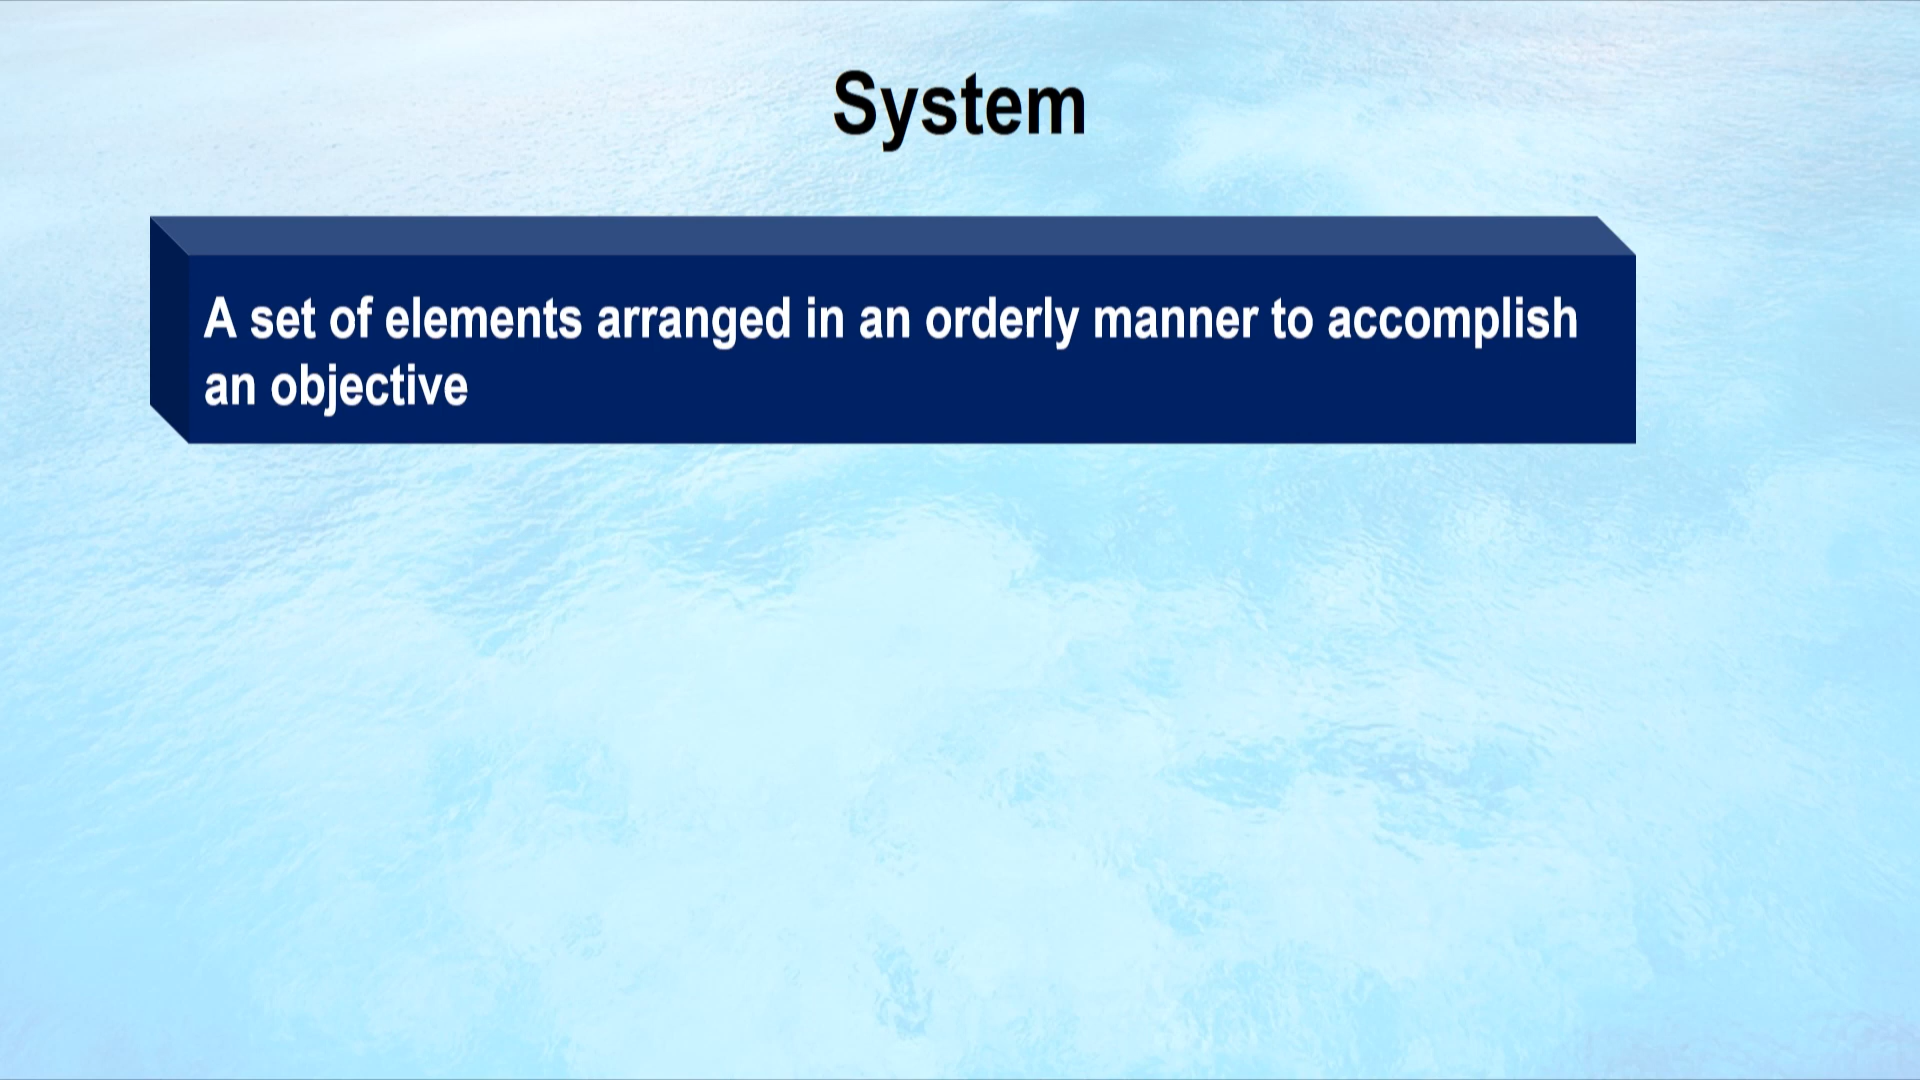 System
A set of elements arranged in an orderly manner to accomplish
an objective